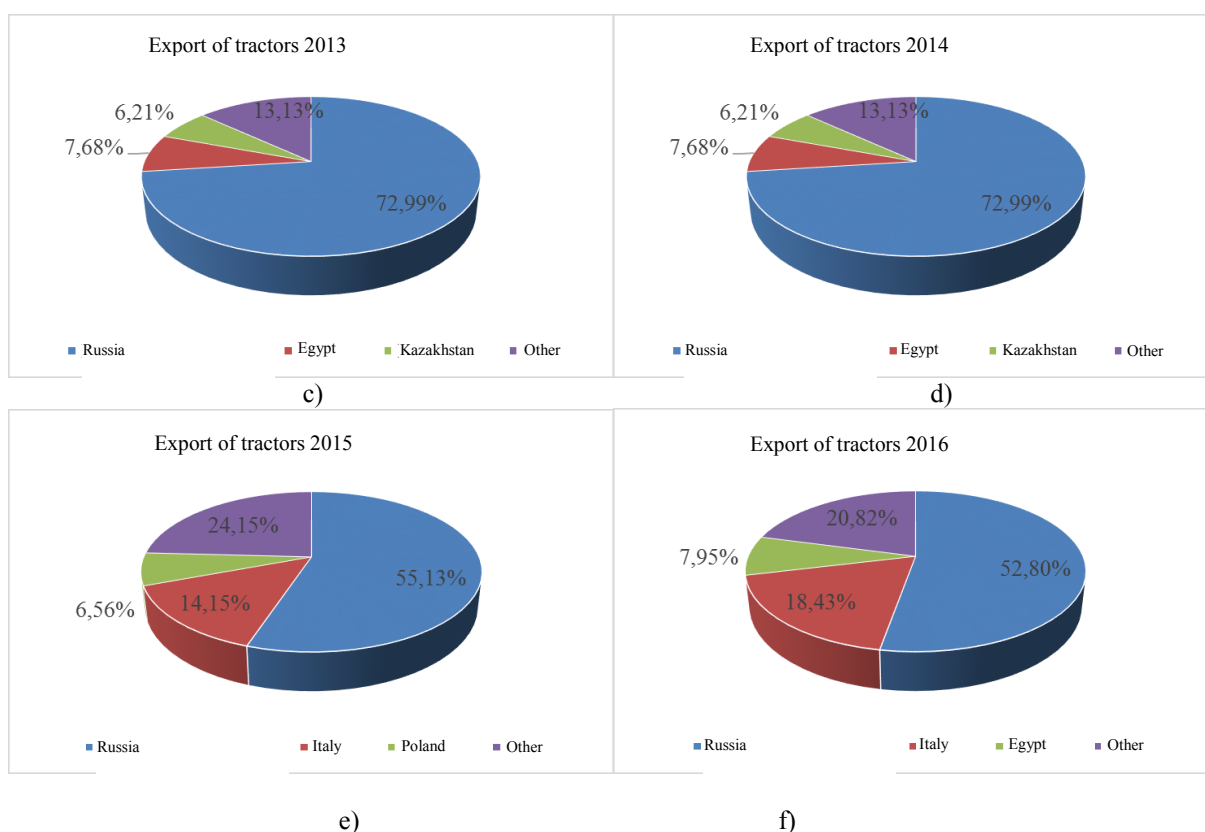 Export of tractors 2013
6,21%
13,13%
7,68%
72,99%
Russia Egypt Kazakhstan Other
c)
Export of tractors 2014
6,21%
13,13%
7,68%
72,99%
Russia Egypt Kazakhstan Other
d)
Export of tractors 2015
24,15%
55,13%
6,56%
14,15%
Russia Italy Poland Other
e)
Export of tractors 2016
20,82%
7,95%
52,80%
18,43%
Russia Italy Egypt Other
f)